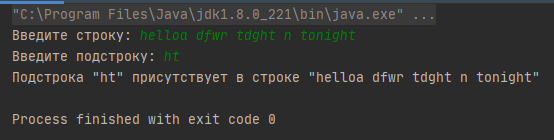 "C:\Program Files\Java\jdk1.8.0_221\bin\java.exe" ...
Введите строку: helloa dfwr tdght n tonight
Введите подстроку: ht
Подстрока "ht" присутствует в строке "helloa dfwr tdght n tonight"
Process finished with exit code 0